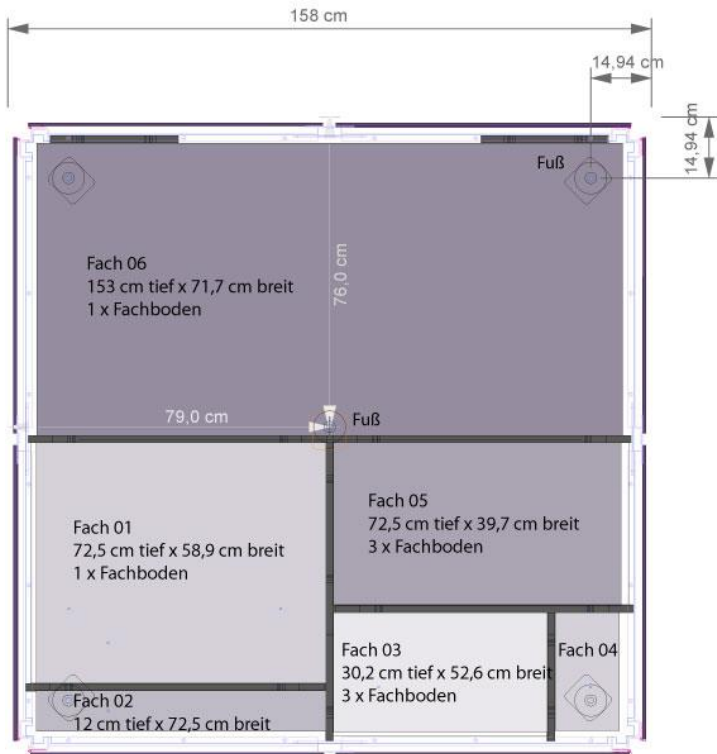 158 cm
14,94 cm
14,94 cm
Fuß
Fach 06
153 cm tief x 71,7 cm breit
1 x Fachboden
76,0 cm
79,0 cm
Fuß
Fach 01
72,5 cm tief x 58,9 cm breit
1 x Fachboden
Fach 05
72,5 cm tief x 39,7 cm breit
3 x Fachboden
Fach 03
30,2 cm tief x 52,6 cm breit
3 x Fachboden
Fach 04
Fach 02
12 cm tief x 72,5 cm breit